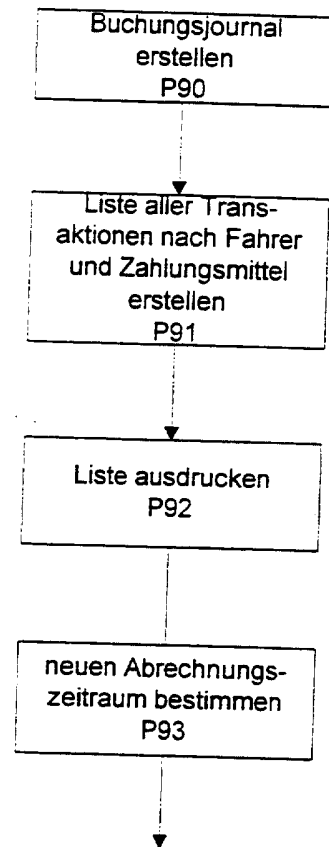 Buchungsjournal
erstellen
P90
Liste aller Trans-
aktionen nach Fahrer
und Zahlungsmittel
erstellen
P91
Liste ausdrucken
P92
neuen Abrechnungs-
zeitraum bestimmen
P93